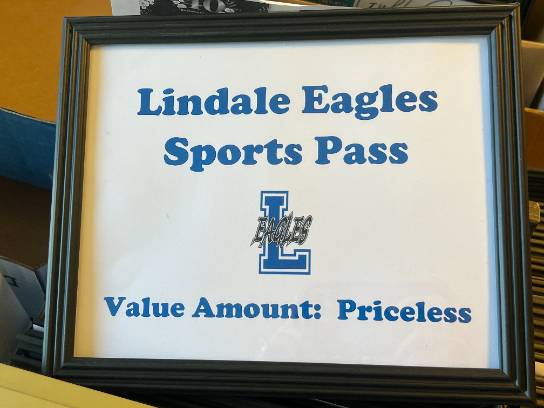 Lindale Eagles
Sports Pass
L
EAGLES
Value Amount: Priceless